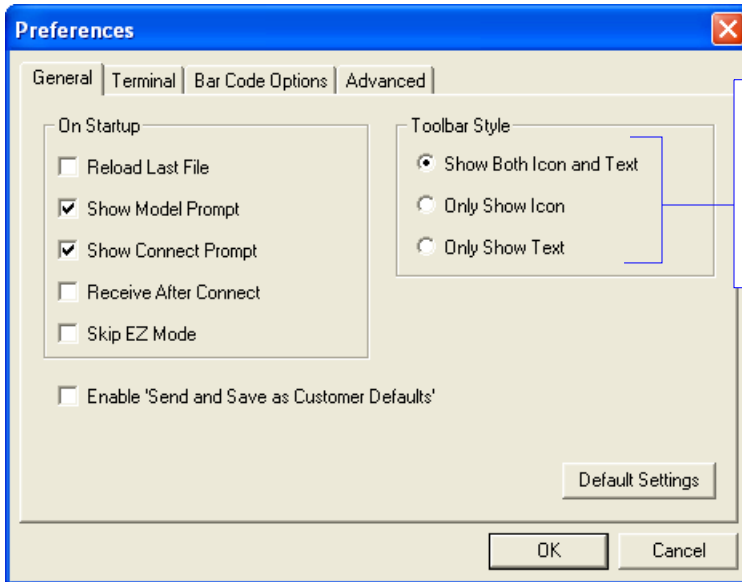 Preferences
General Terminal Bar Code Options Advanced
On Startup
Reload Last File
Show Model Prompt
Show Connect Prompt
Receive After Connect
Skip EZ Mode
Toolbar Style
Show Both Icon and Text
Only Show Icon
Only Show Text
Enable 'Send and Save as Customer Defaults'
Default Settings
OK Cancel